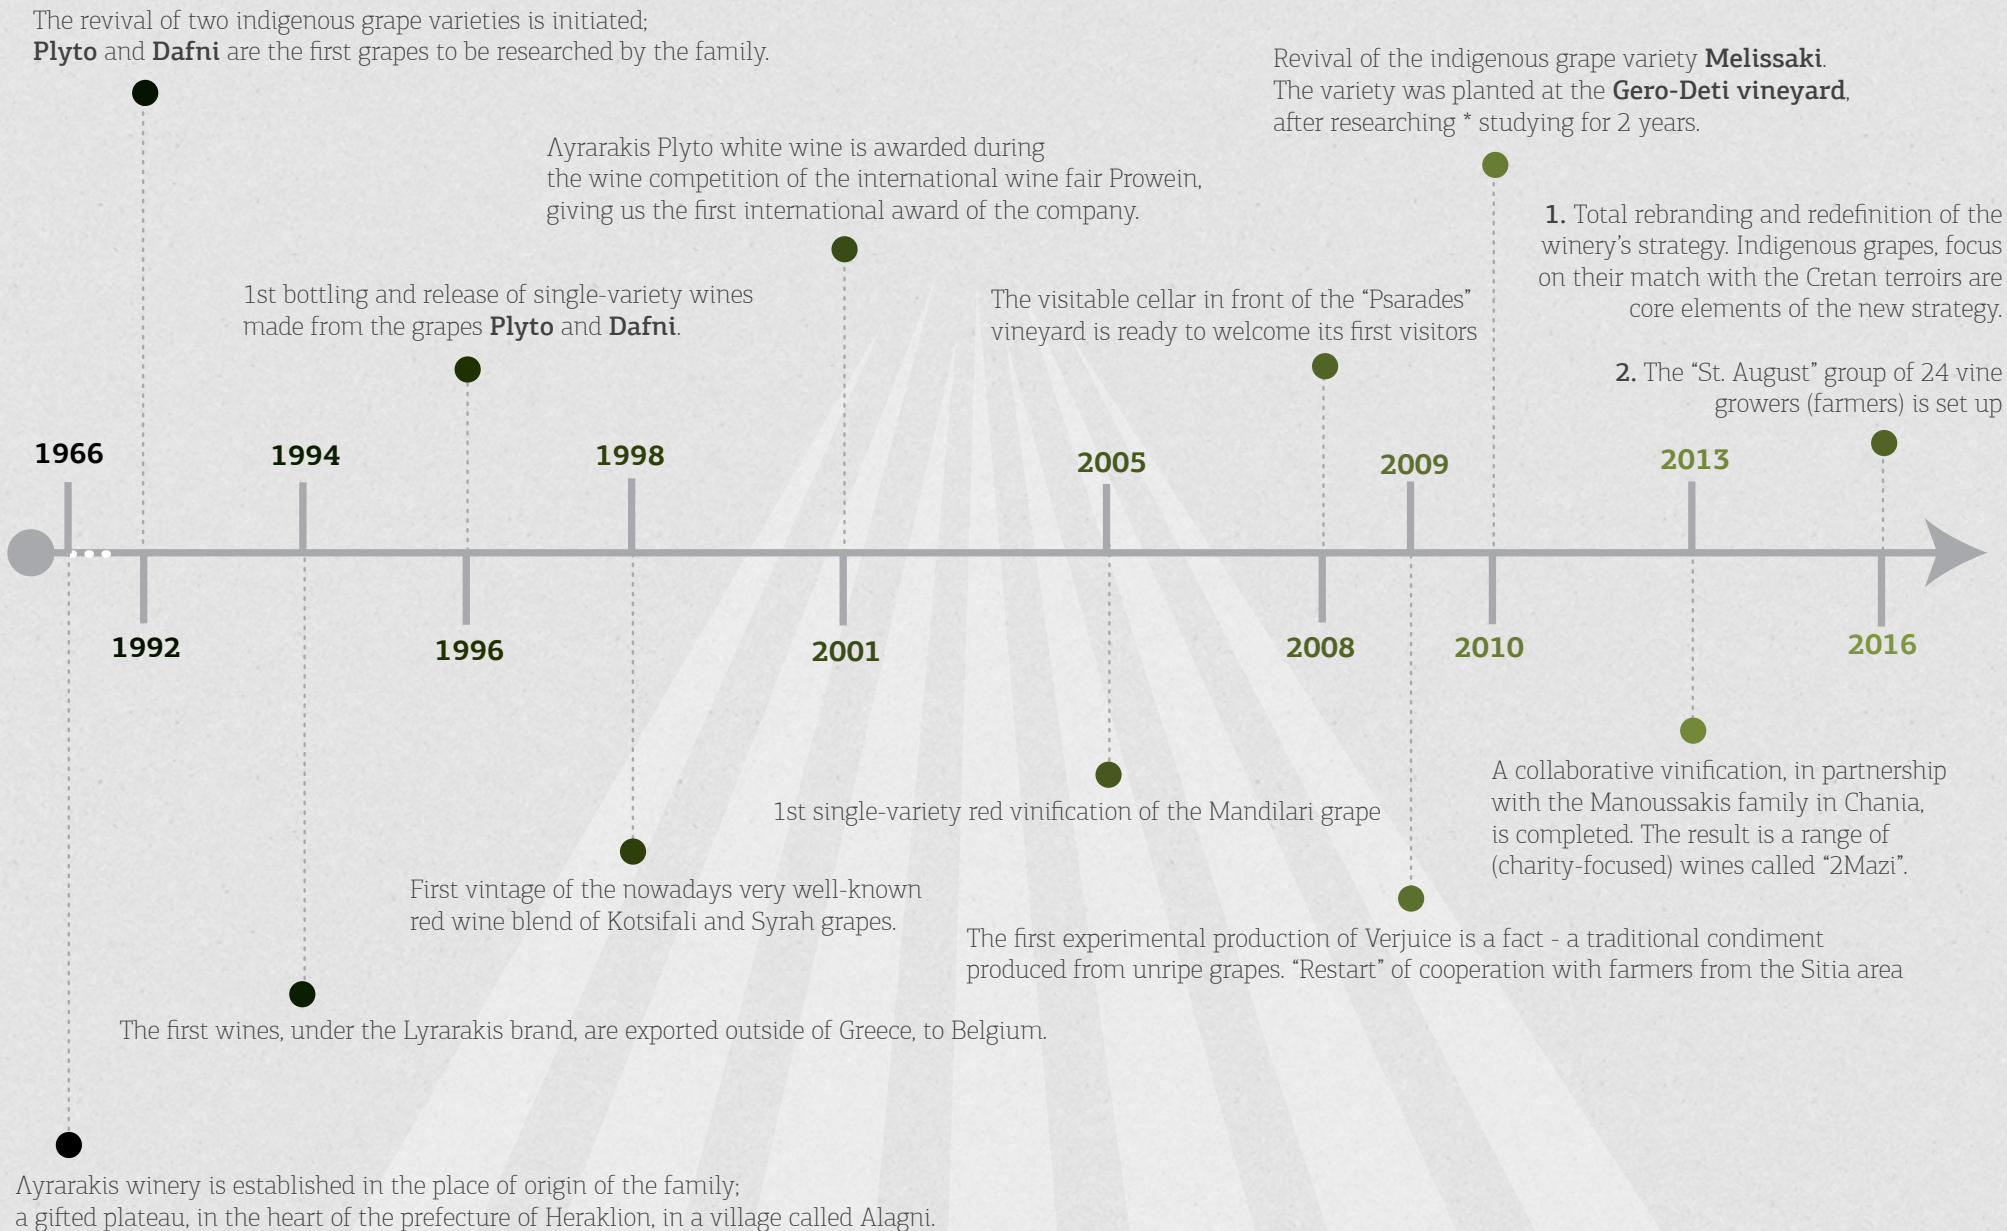 The revival of two indigenous grape varieties is initiated;
Plyto and Dafni are the first grapes to be researched by the family.
Revival of the indigenous grape variety Melissaki.
The variety was planted at the Gero-Deti vineyard,
after researching * studying for 2 years.
Λyrarakis Plyto white wine is awarded during
the wine competition of the international wine fair Prowein,
giving us the first international award of the company.
1. Total rebranding and redefinition of the
winery's strategy. Indigenous grapes, focus
on their match with the Cretan terroirs are
core elements of the new strategy.
2. The “St. August” group of 24 vine
growers (farmers) is set up
1st bottling and release of single-variety wines
made from the grapes Plyto and Dafni.
The visitable cellar in front of the “Psarades”
vineyard is ready to welcome its first visitors
1966
1994
1998
2005
2009
2013
1992
1996
2001
2008
2010
2016
A collaborative vinification, in partnership
with the Manoussakis family in Chania,
is completed. The result is a range of
(charity-focused) wines called “2Mazi”.
1st single-variety red vinification of the Mandilari grape
First vintage of the nowadays very well-known
red wine blend of Kotsifali and Syrah grapes.
The first experimental production of Verjuice is a fact - a traditional condiment
produced from unripe grapes. “Restart” of cooperation with farmers from the Sitia area
The first wines, under the Lyrarakis brand, are exported outside of Greece, to Belgium.
Λyrarakis winery is established in the place of origin of the family;
a gifted plateau, in the heart of the prefecture of Heraklion, in a village called Alagni.